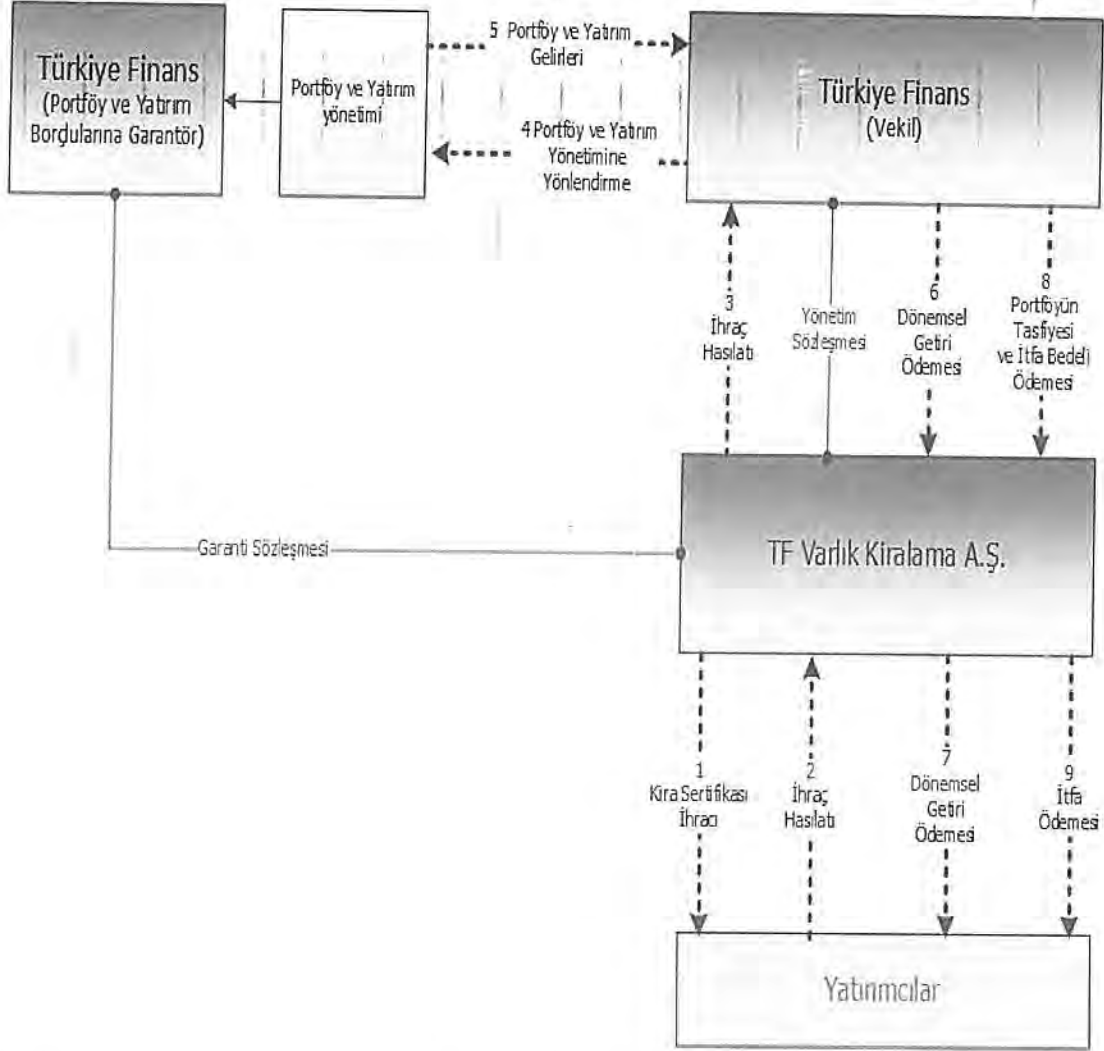 Türkiye Finans
(Portföy ve Yatırım
Borçlularına Garantör)
Portföy ve Yatırım
yönetimi
5 Portföy ve Yatırım
Gelirleri
4 Portföy ve Yatırım
Yönetimine
Yönlendirme
Türkiye Finans
(Vekil)
3
İhraç
Hasılatı
Yönetim
Sözleşmesi
6
Dönemsel
Getiri
Ödemesi
8
Portföyün
Tasfiyesi
ve İtfa Bedeli
Ödemesi
Garanti Sözleşmesi
TF Varlık Kiralama A.Ş.
1
Kira Sertifikası
İhracı
2
İhraç
Hasılatı
7
Dönemsel
Getiri
Ödemesi
9
İtfa
Ödemesi
Yatırımcılar